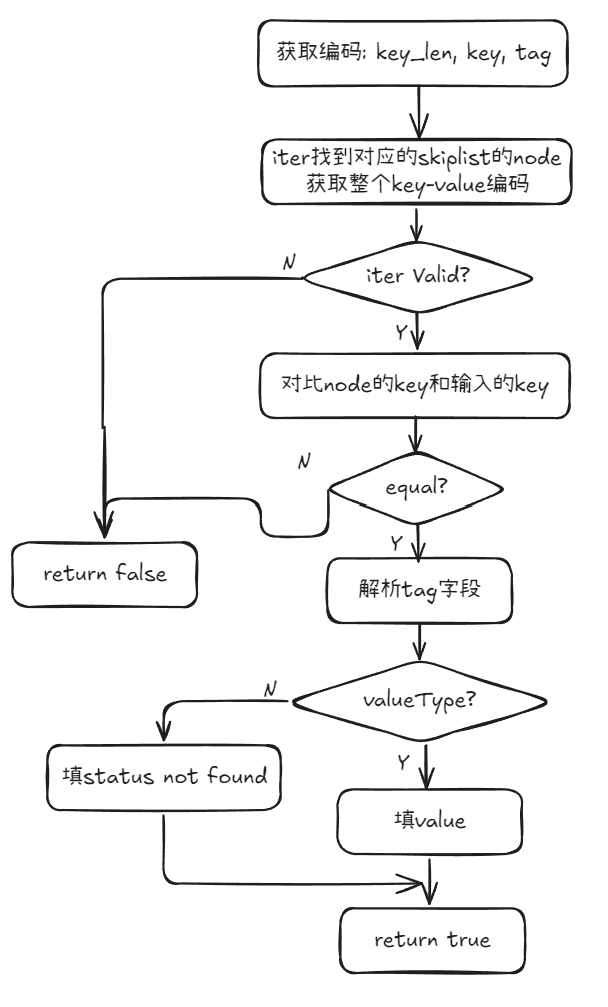 获取编码: key_len, key, tag
iter找到对应的skiplist的node
获取整个key-value编码
N
iter Valid?
Y
对比node的key和输入的key
N
equal?
Y
return false
解析tag字段
N
valueType?
Y
填status not found
填value
return true